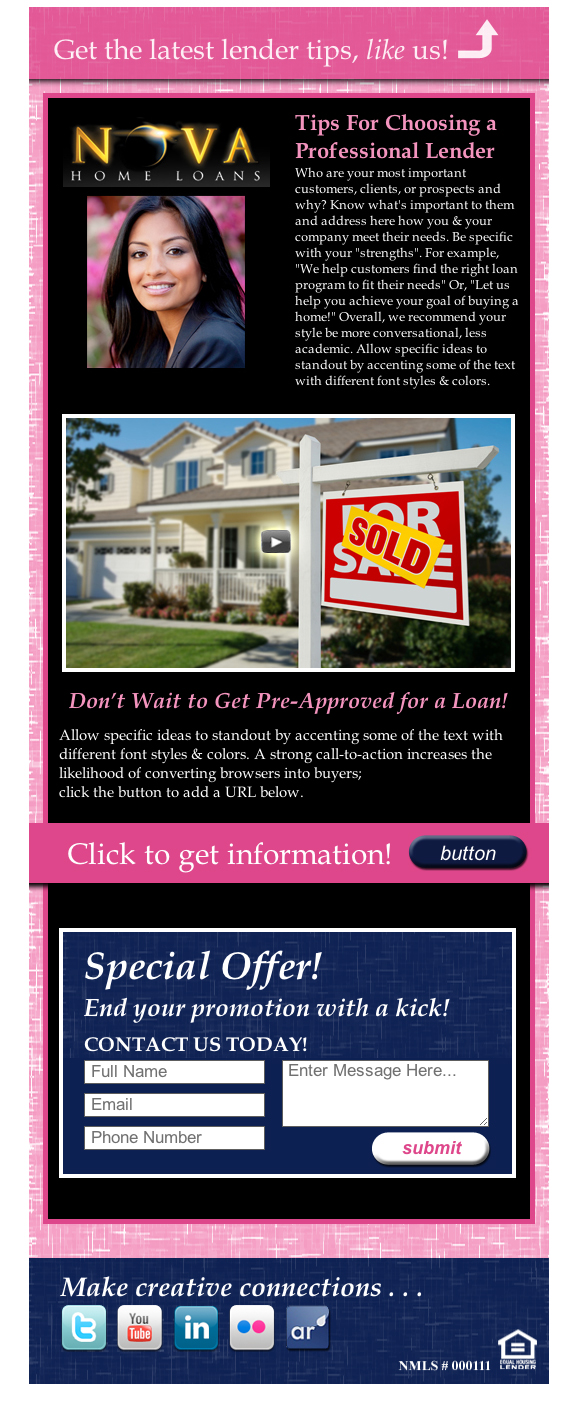 Get the latest lender tips, like us!
NOVA
HOME LOANS
Tips For Choosing a
Professional Lender
Who are your most important
customers, clients, or prospects and
why? Know what's important to them
and address here how you & your
company meet their needs. Be specific
with your "strengths". For example,
"We help customers find the right loan
program to fit their needs" Or, "Let us
help you achieve your goal of buying a
home!" Overall, we recommend your
style be more conversational, less
academic. Allow specific ideas to
standout by accenting some of the text
with different font styles & colors.
FOR
SALE
SOLD
Don't Wait to Get Pre-Approved for a Loan!
Allow specific ideas to standout by accenting some of the text with
different font styles & colors. A strong call-to-action increases the
likelihood of converting browsers into buyers;
click the button to add a URL below.
Click to get information!
button
Special Offer!
End your promotion with a kick!
CONTACT US TODAY!
Full Name
Email
Phone Number
Enter Message Here...
submit
Make creative connections . . .
You
Tube
in
ar
NMLS # 000111
EQUAL HOUSING
LENDER